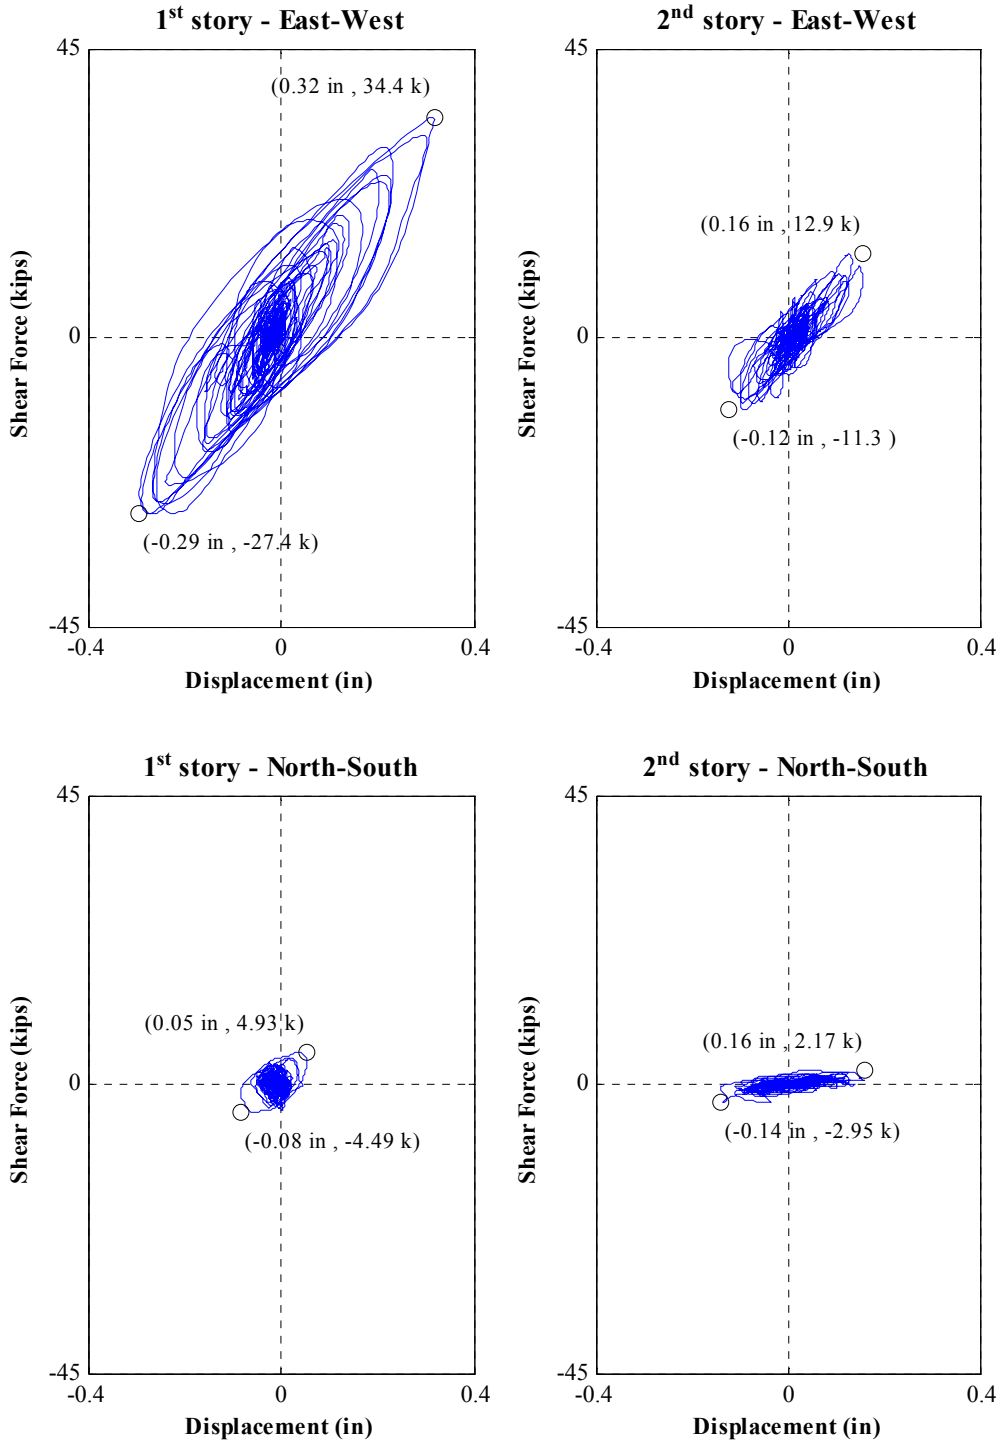 1st story - East-West
45
(0.32 in , 34.4 k)
0
(-0.29 in , -27.4 k)
-45
-0.4
0
0.4
Shear Force (kips)
Displacement (in)
2nd story - East-West
45
(0.16 in , 12.9 k)
0
(-0.12 in , -11.3 )
-45
-0.4
0
0.4
Shear Force (kips)
Displacement (in)
1st story - North-South
45
(0.05 in , 4.93 k)
0
(-0.08 in , -4.49 k)
-45
-0.4
0
0.4
Shear Force (kips)
Displacement (in)
2nd story - North-South
45
(0.16 in , 2.17 k)
0
(-0.14 in , -2.95 k)
-45
-0.4
0
0.4
Shear Force (kips)
Displacement (in)